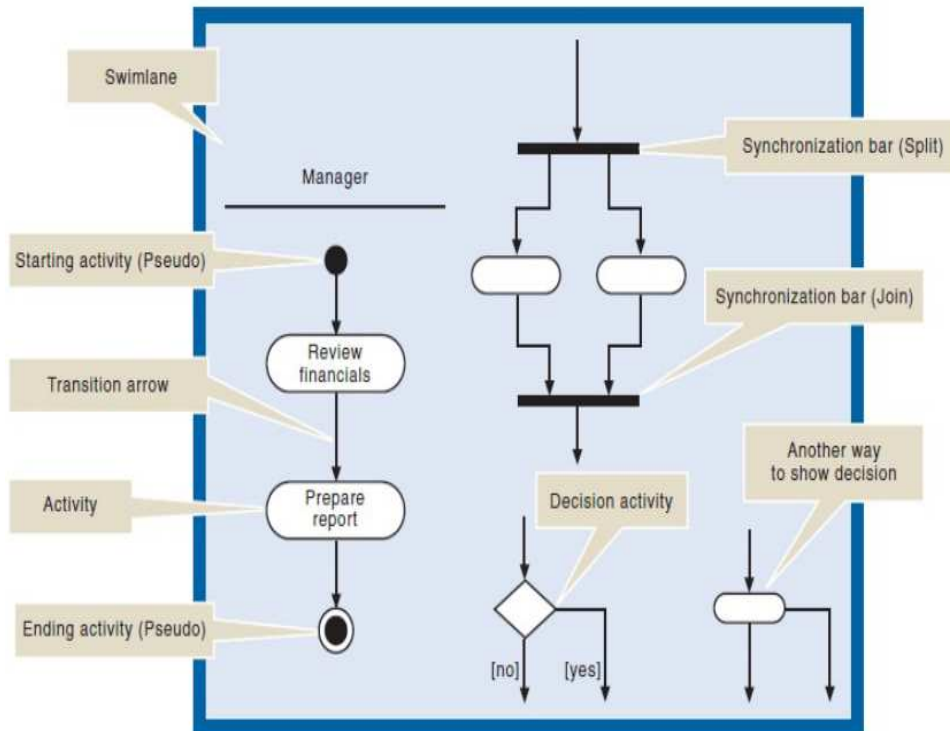 Swimlane
Synchronization bar (Split)
Manager
Starting activity (Pseudo)
Synchronization bar (Join)
Review
financials
Transition arrow
Another way
to show decision
Activity
Prepare
report
Decision activity
Ending activity (Pseudo)
[no]
[yes]